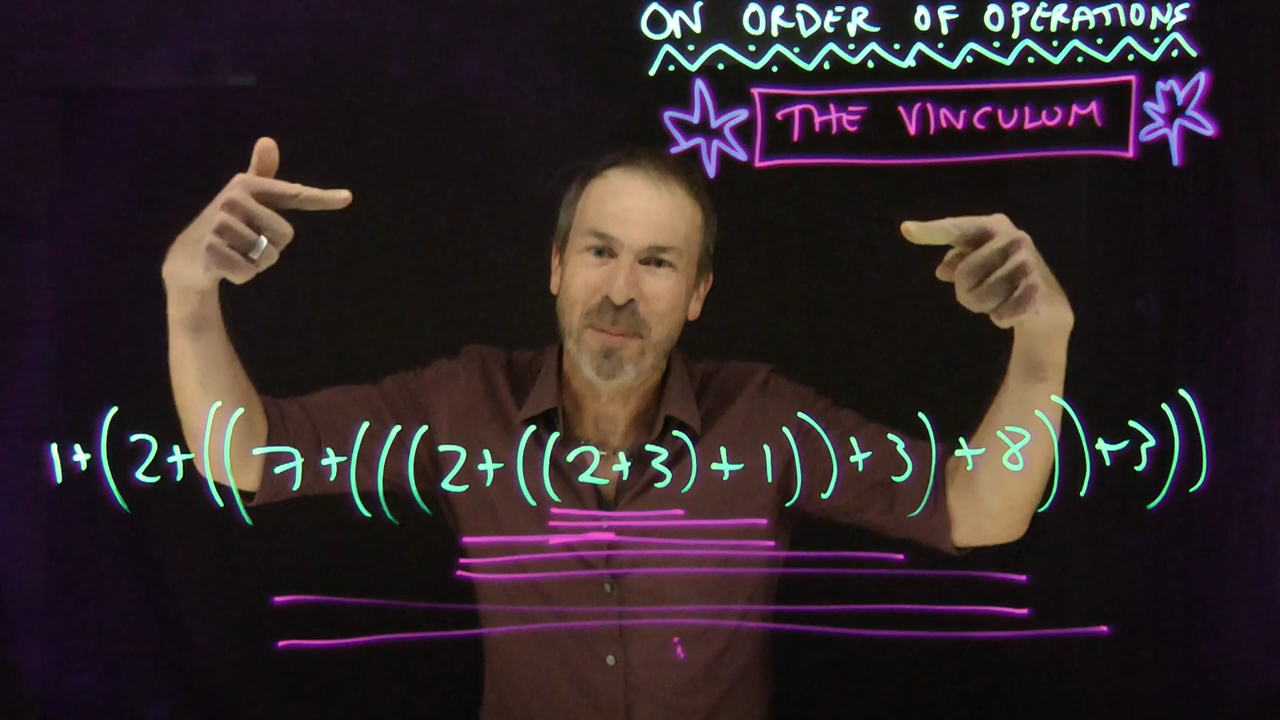 ON ORDER OF OPERATIONS
THE VINCULUM
1+(2+((7+(((2+((2+3)+1))+3)+8))+3))